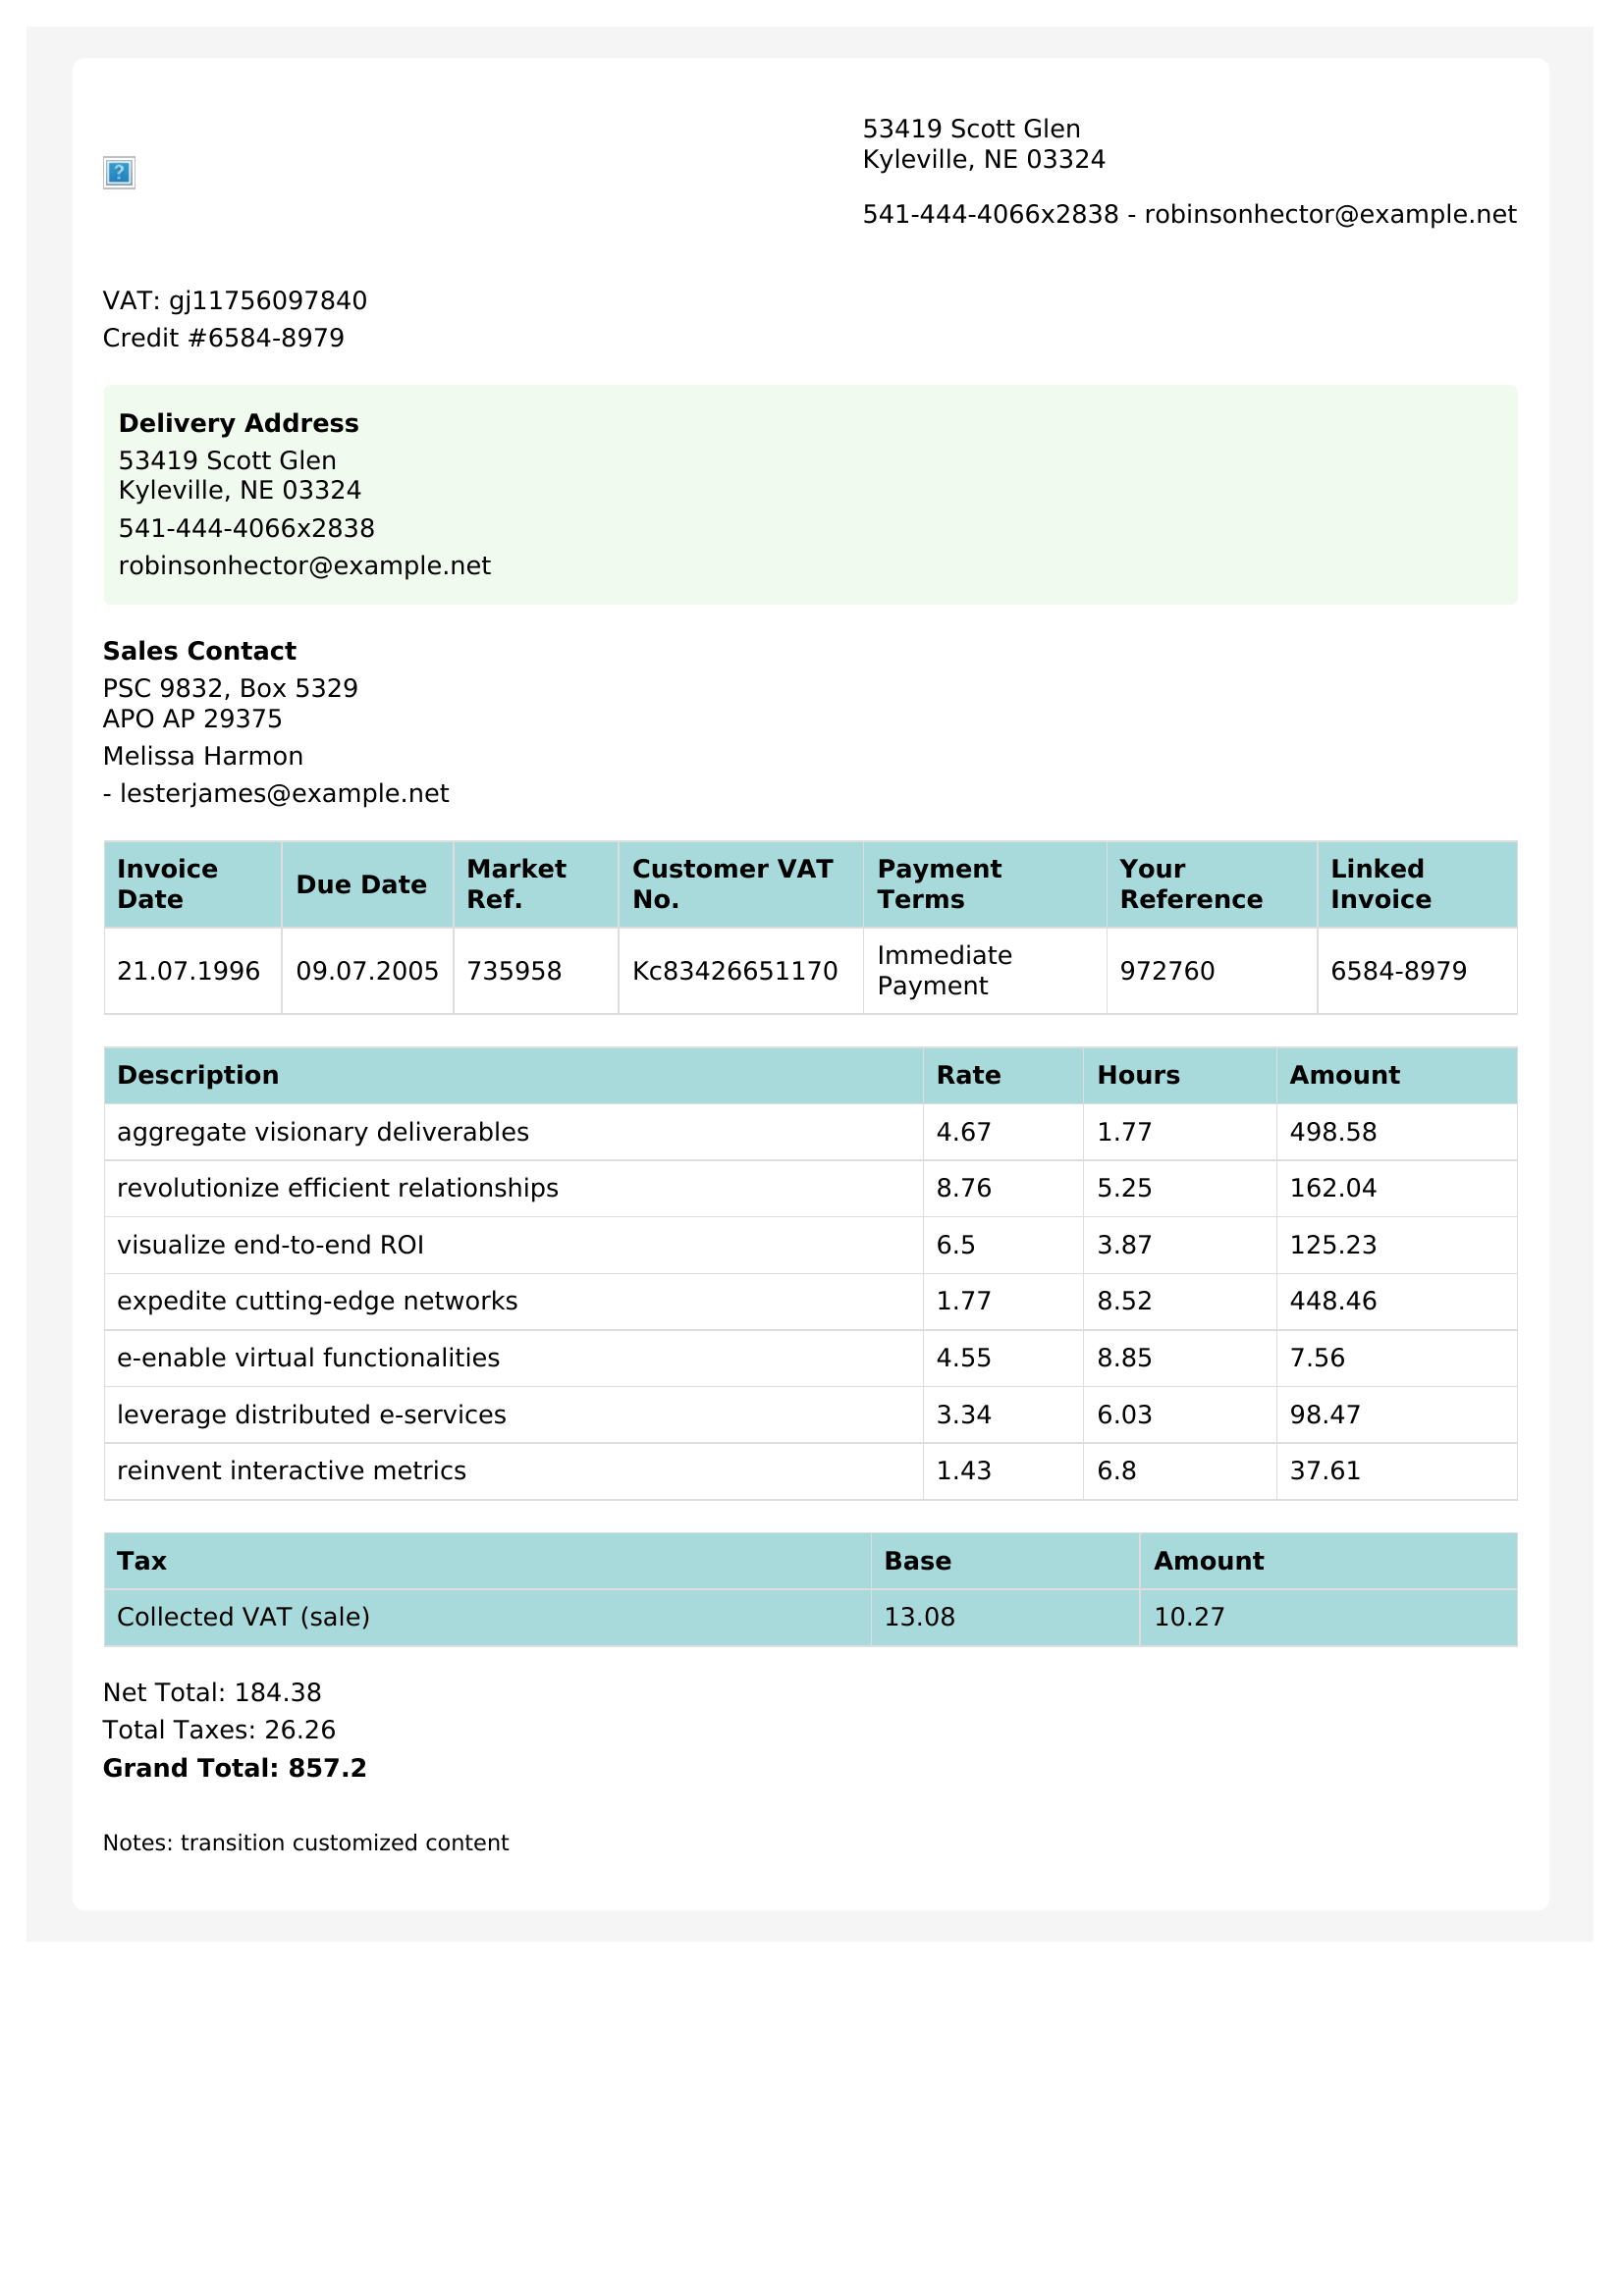 53419 Scott Glen
Kyleville, NE 03324
541-444-4066x2838 - robinsonhector@example.net
VAT: gj11756097840
Credit #6584-8979
Delivery Address
53419 Scott Glen
Kyleville, NE 03324
541-444-4066x2838
robinsonhector@example.net
Sales Contact
PSC 9832, Box 5329
APO AP 29375
Melissa Harmon
- lesterjames@example.net
Invoice Date Due Date Market Ref. Customer VAT No. Payment Terms Your Reference Linked Invoice
21.07.1996 09.07.2005 735958 Kc83426651170 Immediate Payment 972760 6584-8979
Description Rate Hours Amount
aggregate visionary deliverables 4.67 1.77 498.58
revolutionize efficient relationships 8.76 5.25 162.04
visualize end-to-end ROI 6.5 3.87 125.23
expedite cutting-edge networks 1.77 8.52 448.46
e-enable virtual functionalities 4.55 8.85 7.56
leverage distributed e-services 3.34 6.03 98.47
reinvent interactive metrics 1.43 6.8 37.61
Tax Base Amount
Collected VAT (sale) 13.08 10.27
Net Total: 184.38
Total Taxes: 26.26
Grand Total: 857.2
Notes: transition customized content